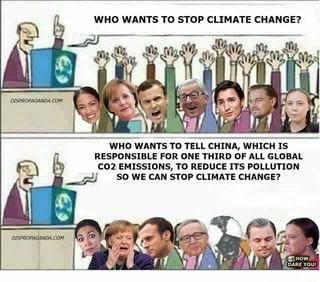 WHO WANTS TO STOP CLIMATE CHANGE?
DISPROPAGANDA.COM
WHO WANTS TO TELL CHINA, WHICH IS
RESPONSIBLE FOR ONE THIRD OF ALL GLOBAL
CO2 EMISSIONS, TO REDUCE ITS POLLUTION
SO WE CAN STOP CLIMATE CHANGE?
DISPROPAGANDA.COM
HOW
DARE YOU!